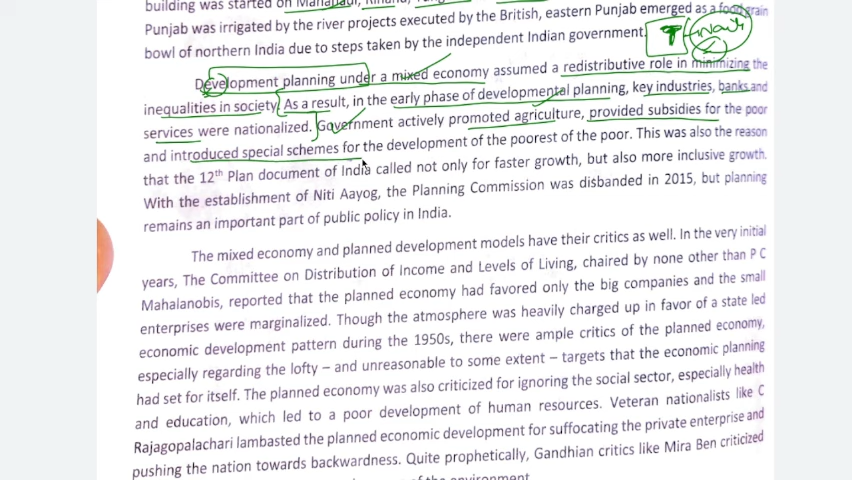 building was started on Mahanadi, Rihand,
Punjab was irrigated by the river projects executed by the British, eastern Punjab emerged as a food grain
bowl of northern India due to steps taken by the independent Indian government.
Development planning under a mixed economy assumed a redistributive role in minimizing the
inequalities in society. As a result, in the early phase of developmental planning, key industries, banks and
services were nationalized. Government actively promoted agriculture, provided subsidies for the poor
and introduced special schemes for the development of the poorest of the poor. This was also the reason
that the 12th Plan document of India called not only for faster growth, but also more inclusive growth.
With the establishment of Niti Aayog, the Planning Commission was disbanded in 2015, but planning
remains an important part of public policy in India.
The mixed economy and planned development models have their critics as well. In the very initial
years, The Committee on Distribution of Income and Levels of Living, chaired by none other than P C
Mahalanobis, reported that the planned economy had favored only the big companies and the small
enterprises were marginalized. Though the atmosphere was heavily charged up in favor of a state led
economic development pattern during the 1950s, there were ample critics of the planned economy,
especially regarding the lofty – and unreasonable to some extent – targets that the economic planning
had set for itself. The planned economy was also criticized for ignoring the social sector, especially health
and education, which led to a poor development of human resources. Veteran nationalists like C
Rajagopalachari lambasted the planned economic development for suffocating the private enterprise and
pushing the nation towards backwardness. Quite prophetically, Gandhian critics like Mira Ben criticized
of the environment